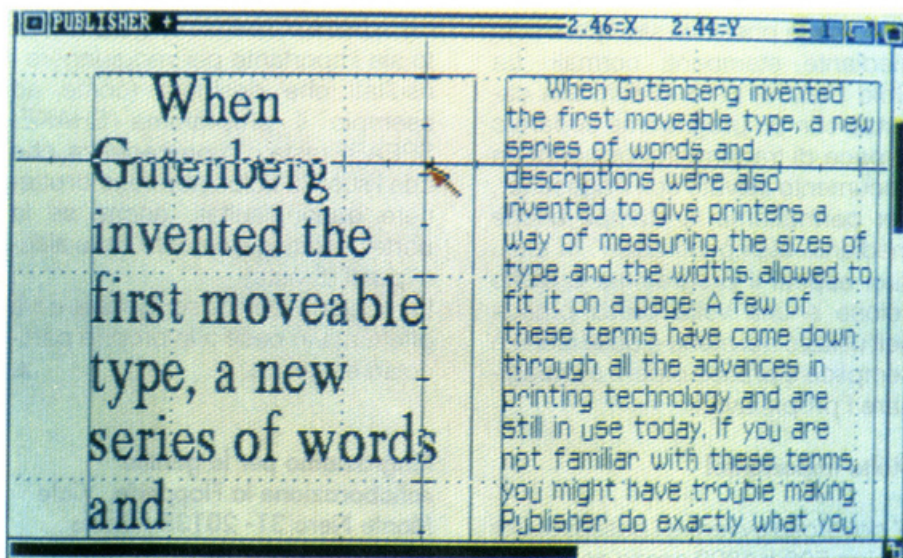 PUBLISHER +
2.46=X 2.44=Y
1
When
Gutenberg
invented the
first moveable
type, a new
series of words
and
When Gutenberg invented
the first moveable type, a new
series of words and
descriptions were also
invented to give printers a
way of measuring the sizes of
type and the widths allowed to
fit it on a page. A few of
these terms have come down
through all the advances in
printing technology and are
still in use today. If you are
not familiar with these terms,
you might have trouble making
Publisher do exactly what you